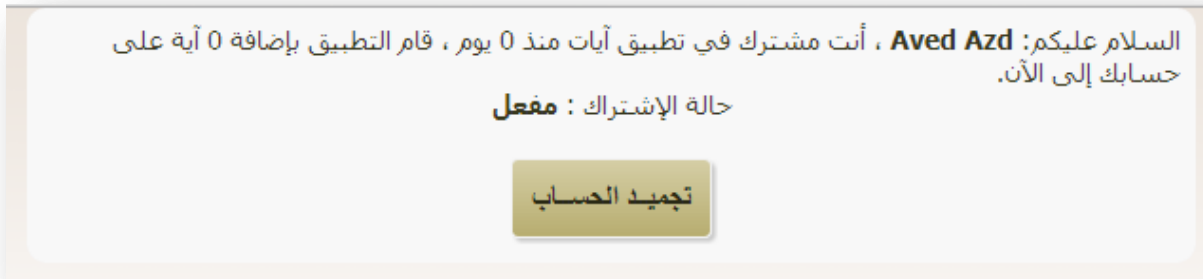 السلام عليكم: Aved Azd ، أنت مشترك في تطبيق آيات منذ 0 يوم ، قام التطبيق بإضافة 0 آية على
حسابك إلى الآن.
حالة الإشتراك : مفعل
تجميد الحساب